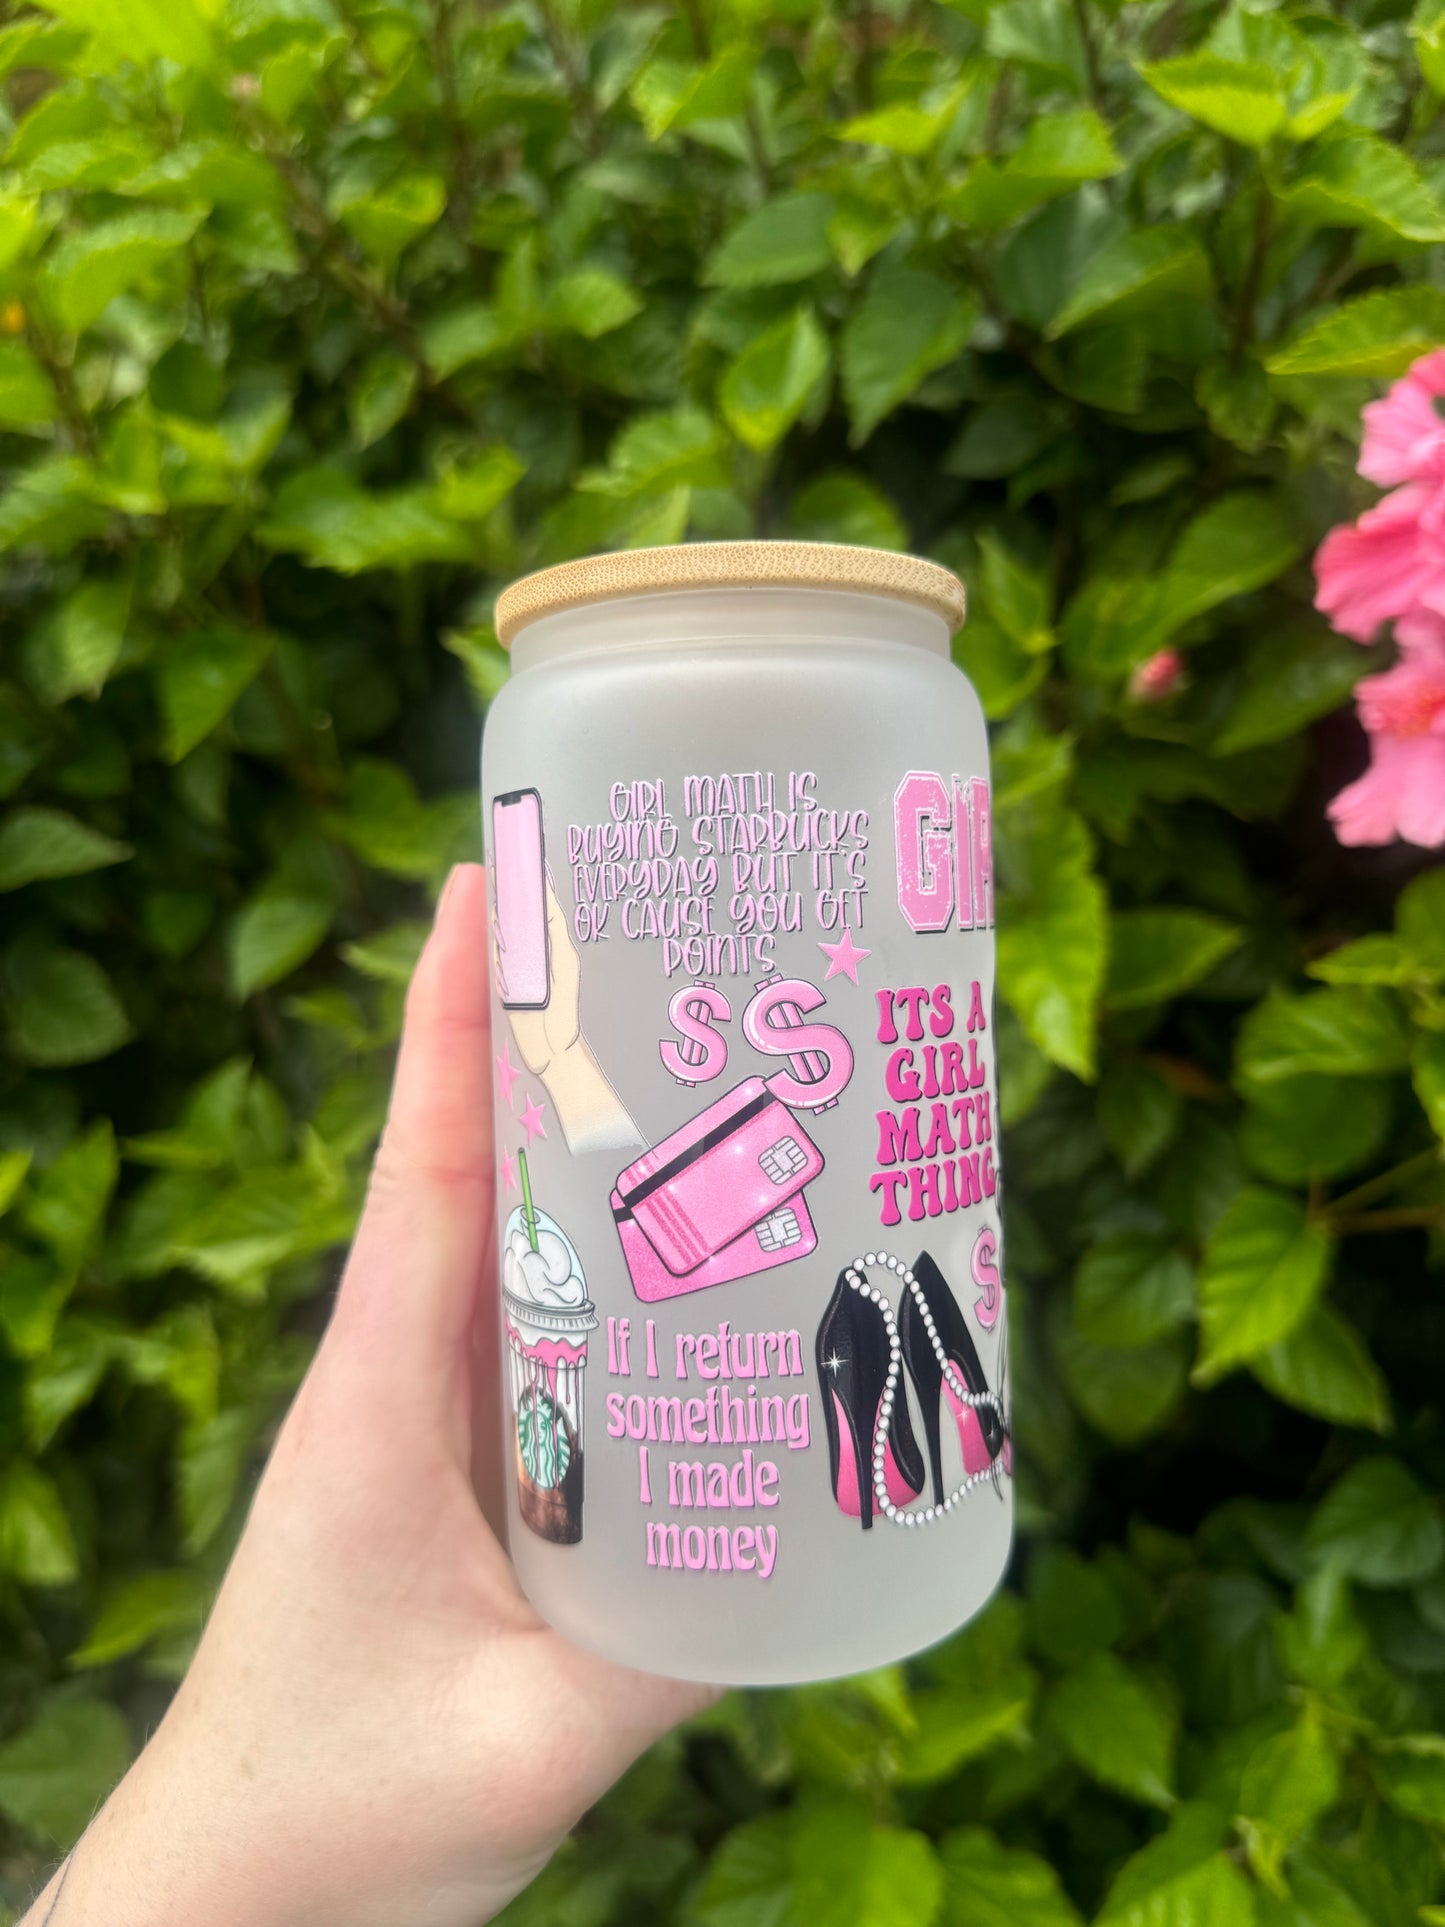 GIRL MATH IS
BUYING STARBUCKS
EVERYDAY BUT IT'S
OK CAUSE YOU GET
POINTS
$ $
ITS A
GIRL
MATH
THING
$
If I return
something
I made
money